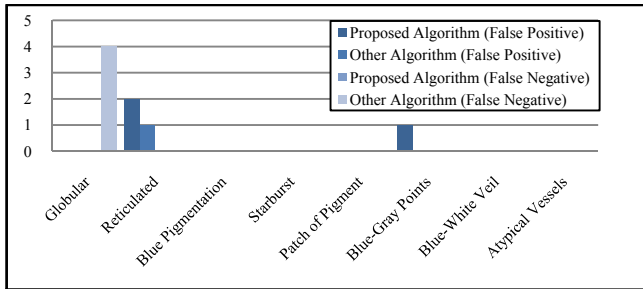 5
4
3
2
1
0
Proposed Algorithm (False Positive)
Other Algorithm (False Positive)
Proposed Algorithm (False Negative)
Other Algorithm (False Negative)
Globular
Reticulated
Blue Pigmentation
Starburst
Patch of Pigment
Blue-Gray Points
Blue-White Veil
Atypical Vessels